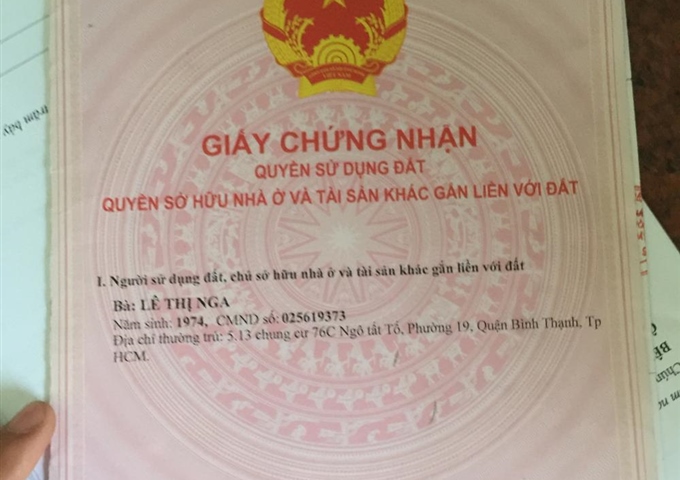 GIẤY CHỨNG NHẬN
QUYỀN SỬ DỤNG ĐẤT
QUYỀN SỞ HỮU NHÀ Ở VÀ TÀI SẢN KHÁC GẮN LIỀN VỚI ĐẤT
I. Người sử dụng đất, chủ sở hữu nhà ở và tài sản khác gắn liền với đất
Bà: LÊ THỊ NGA
Năm sinh: 1974, CMND số: 025619373
Địa chỉ thường trú: 5.13 chung cư 76C Ngô tất Tố, Phường 19, Quận Bình Thạnh, Tp
HCM.
trăm bảy